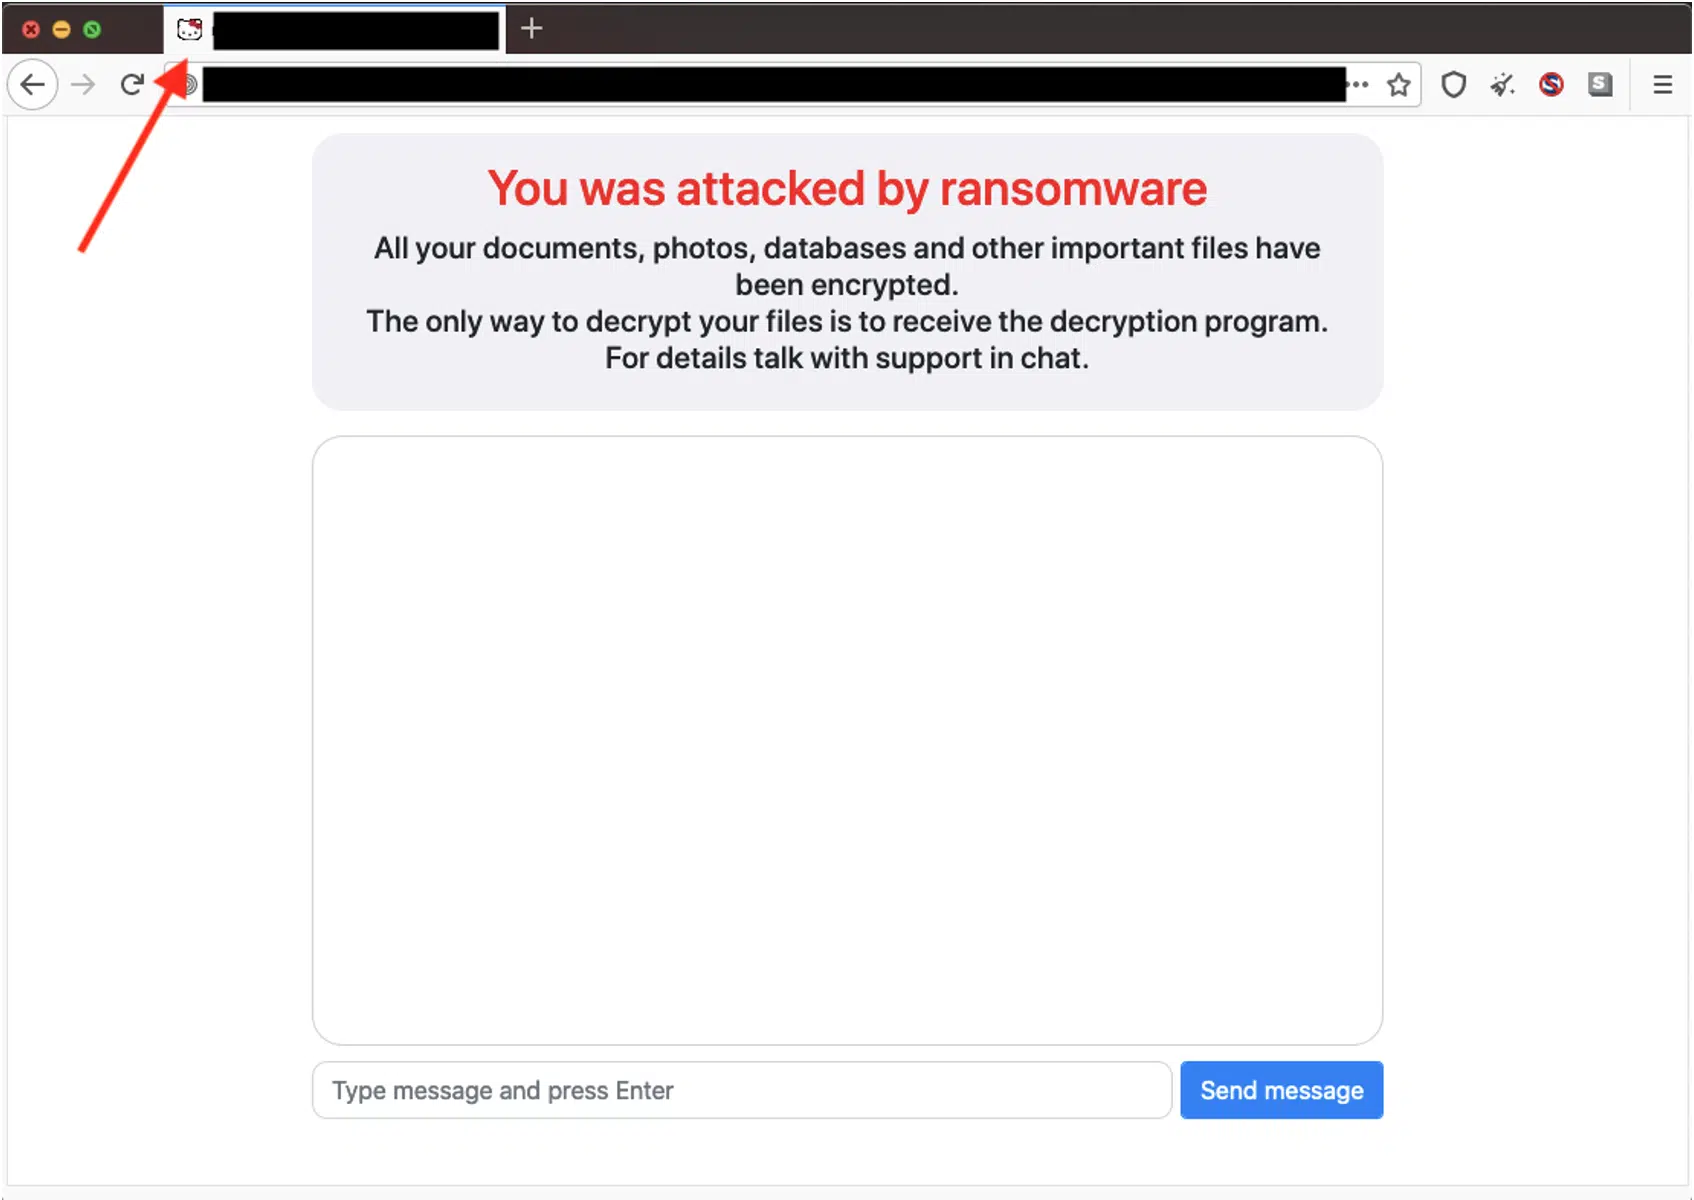 You was attacked by ransomware
All your documents, photos, databases and other important files have
been encrypted.
The only way to decrypt your files is to receive the decryption program.
For details talk with support in chat.
Type message and press Enter
Send message